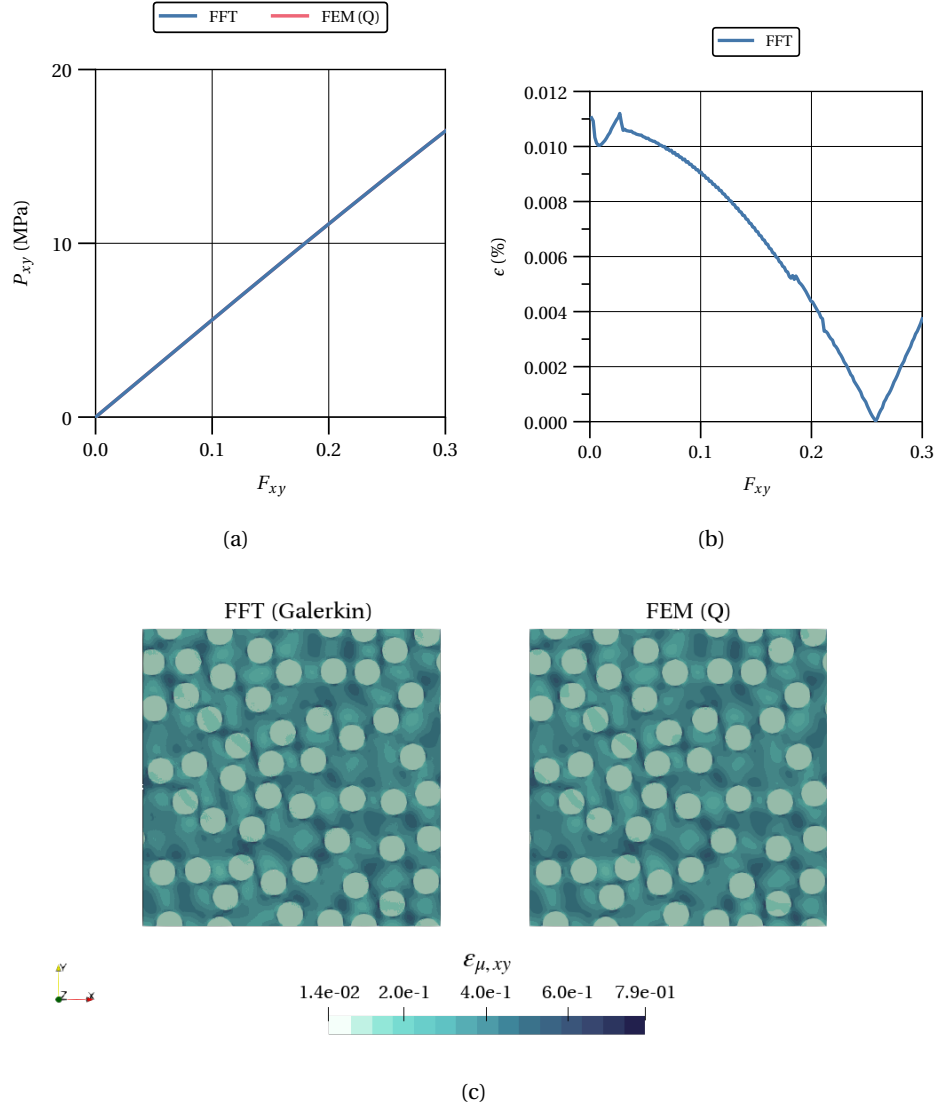 FFT FEM (Q)
20
10
0
P_xy (MPa)
0.0 0.1 0.2 0.3
F_xy
(a)
FFT
0.012
0.010
0.008
0.006
0.004
0.002
0.000
ϵ (%)
0.0 0.1 0.2 0.3
F_xy
(b)
FFT (Galerkin) FEM (Q)
Y
Z X
ε_μ,xy
1.4e-02 2.0e-1 4.0e-1 6.0e-1 7.9e-01
(c)